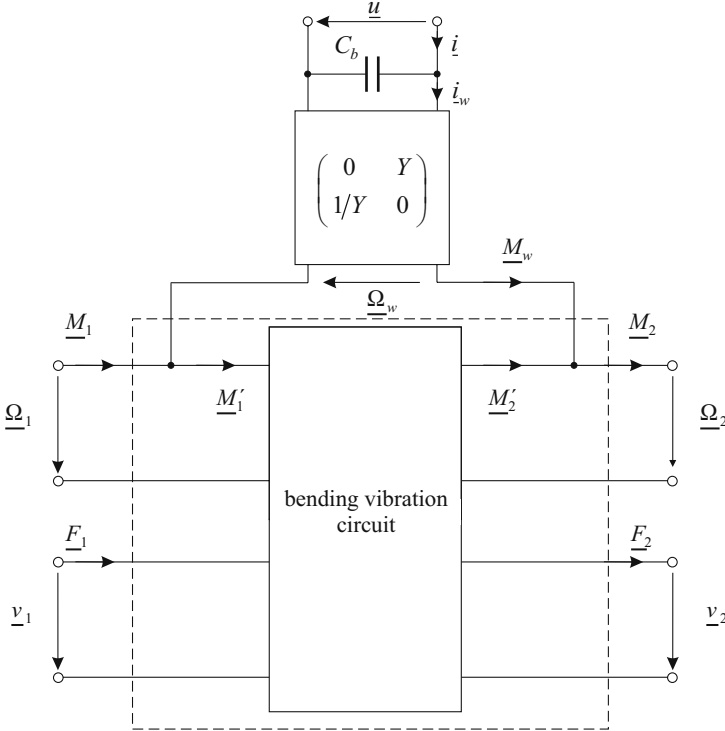 u
C_b
i
i_w
( 0 Y )
( 1/Y 0 )
M_w
Ω_w
M_1 M_2
M_1′ M_2′
Ω_1 Ω_2
bending vibration
circuit
F_1 F_2
v_1 v_2